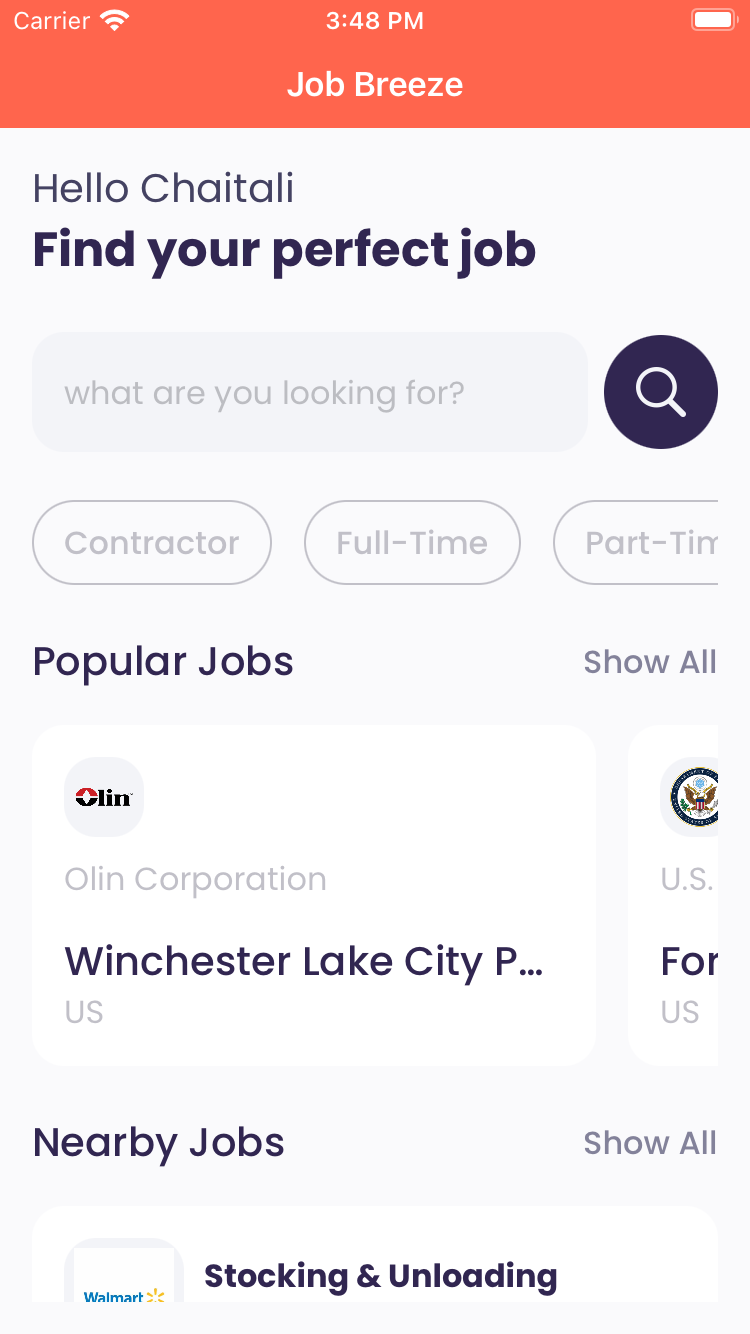 Carrier 3:48 PM
Job Breeze
Hello Chaitali
Find your perfect job
what are you looking for?
Contractor Full-Time Part-Tim
Popular Jobs Show All
Olin
Olin Corporation U.S.
Winchester Lake City P... For
US US
Nearby Jobs Show All
Stocking & Unloading
Walmart